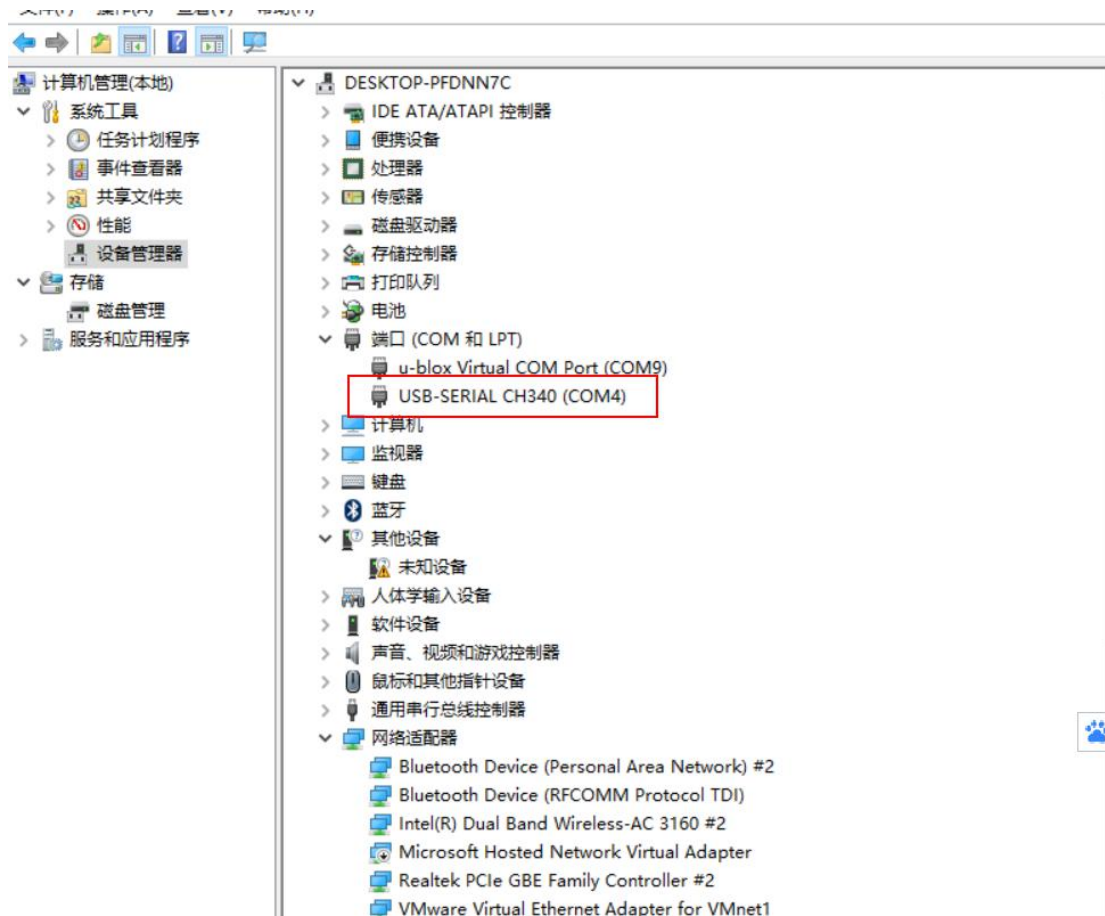 计算机管理(本地)
系统工具
任务计划程序
事件查看器
共享文件夹
性能
设备管理器
存储
磁盘管理
服务和应用程序
DESKTOP-PFDNN7C
IDE ATA/ATAPI 控制器
便携设备
处理器
传感器
磁盘驱动器
存储控制器
打印队列
电池
端口 (COM 和 LPT)
u-blox Virtual COM Port (COM9)
USB-SERIAL CH340 (COM4)
计算机
监视器
键盘
蓝牙
其他设备
未知设备
人体学输入设备
软件设备
声音、视频和游戏控制器
鼠标和其他指针设备
通用串行总线控制器
网络适配器
Bluetooth Device (Personal Area Network) #2
Bluetooth Device (RFCOMM Protocol TDI)
Intel(R) Dual Band Wireless-AC 3160 #2
Microsoft Hosted Network Virtual Adapter
Realtek PCIe GBE Family Controller #2
VMware Virtual Ethernet Adapter for VMnet1